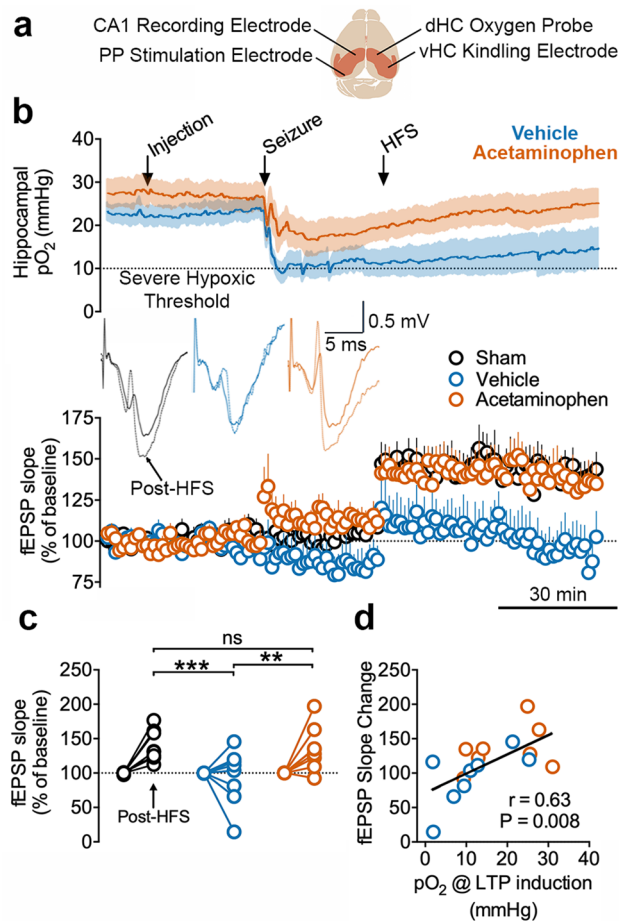 a
CA1 Recording Electrode
dHC Oxygen Probe
PP Stimulation Electrode
vHC Kindling Electrode
b
Injection
Seizure
HFS
Vehicle
Acetaminophen
Hippocampal
pO2 (mmHg)
40
30
20
10
0
Severe Hypoxic
Threshold
0.5 mV
5 ms
Sham
Vehicle
Acetaminophen
Post-HFS
fEPSP slope
(% of baseline)
175
150
125
100
75
30 min
c
ns
***
**
fEPSP slope
(% of baseline)
250
200
150
100
50
0
Post-HFS
d
fEPSP Slope Change
250
200
150
100
50
0
r = 0.63
P = 0.008
0 10 20 30 40
pO2 @ LTP induction
(mmHg)